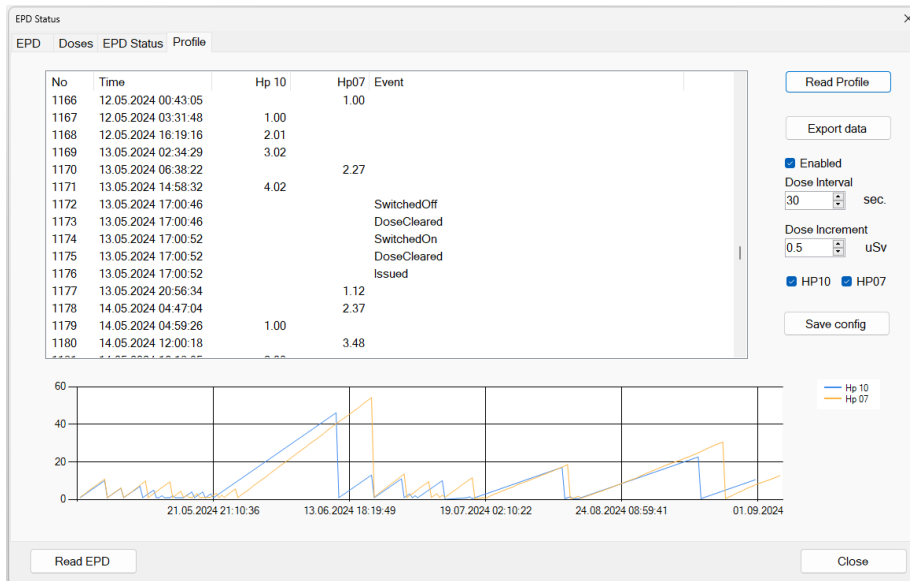 EPD Status
EPD Doses EPD Status Profile
No Time Hp 10 Hp07 Event
1166 12.05.2024 00:43:05 1.00
1167 12.05.2024 03:31:48 1.00
1168 12.05.2024 16:19:16 2.01
1169 13.05.2024 02:34:29 3.02
1170 13.05.2024 06:38:22 2.27
1171 13.05.2024 14:58:32 4.02
1172 13.05.2024 17:00:46 SwitchedOff
1173 13.05.2024 17:00:46 DoseCleared
1174 13.05.2024 17:00:52 SwitchedOn
1175 13.05.2024 17:00:52 DoseCleared
1176 13.05.2024 17:00:52 Issued
1177 13.05.2024 20:56:34 1.12
1178 14.05.2024 04:47:04 2.37
1179 14.05.2024 04:59:26 1.00
1180 14.05.2024 12:00:18 3.48
Read Profile
Export data
Enabled
Dose Interval
30 sec.
Dose Increment
0.5 uSv
HP10 HP07
Save config
60
40
20
0
21.05.2024 21:10:36 13.06.2024 18:19:49 19.07.2024 02:10:22 24.08.2024 08:59:41 01.09.2024
Hp 10
Hp 07
Read EPD Close